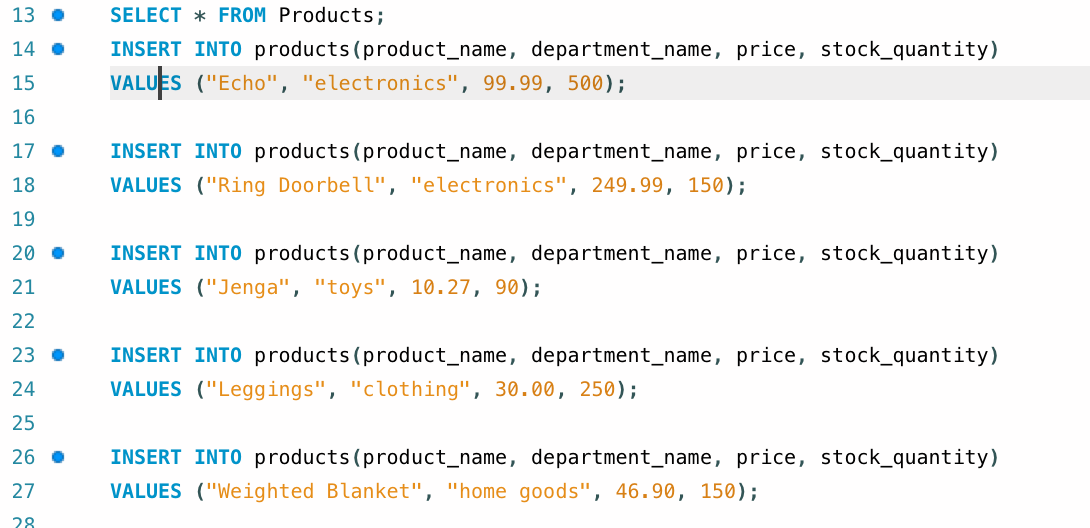 13 SELECT * FROM Products;
14 INSERT INTO products(product_name, department_name, price, stock_quantity)
15 VALUES ("Echo", "electronics", 99.99, 500);
16
17 INSERT INTO products(product_name, department_name, price, stock_quantity)
18 VALUES ("Ring Doorbell", "electronics", 249.99, 150);
19
20 INSERT INTO products(product_name, department_name, price, stock_quantity)
21 VALUES ("Jenga", "toys", 10.27, 90);
22
23 INSERT INTO products(product_name, department_name, price, stock_quantity)
24 VALUES ("Leggings", "clothing", 30.00, 250);
25
26 INSERT INTO products(product_name, department_name, price, stock_quantity)
27 VALUES ("Weighted Blanket", "home goods", 46.90, 150);
28